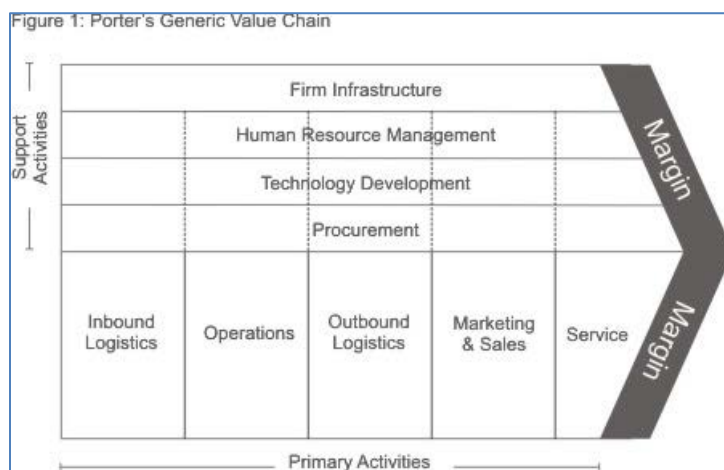 Figure 1: Porter's Generic Value Chain
Support
Activities
Firm Infrastructure
Human Resource Management
Technology Development
Procurement
Inbound
Logistics
Operations
Outbound
Logistics
Marketing
& Sales
Service
Margin
Margin
Primary Activities